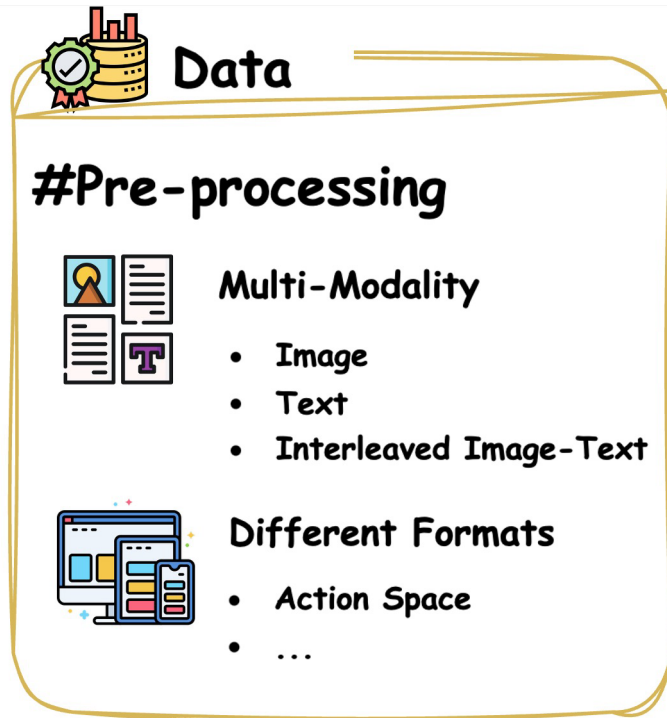 Data
#Pre-processing
Multi-Modality
• Image
• Text
• Interleaved Image-Text
T
Different Formats
• Action Space
• ...